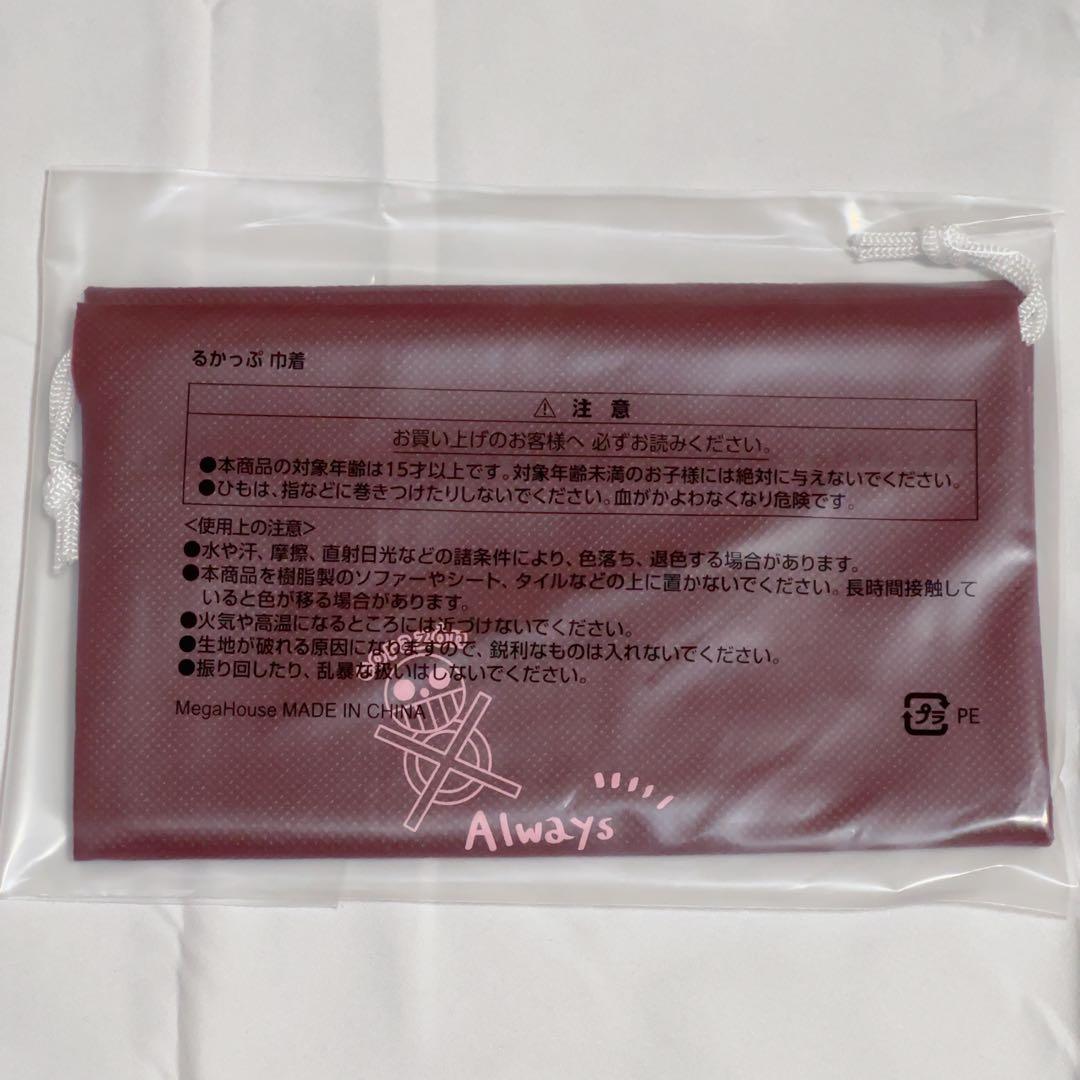 るかっぷ 巾着
⚠ 注意
お買い上げのお客様へ 必ずお読みください。
●本商品の対象年齢は15才以上です。対象年齢未満のお子様には絶対に与えないでください。
●ひもは、指などに巻きつけたりしないでください。血がかよわなくなり危険です。
<使用上の注意>
●水や汗、摩擦、直射日光などの諸条件により、色落ち、退色する場合があります。
●本商品を樹脂製のソファーやシート、タイルなどの上に置かないでください。長時間接触して
いると色が移る場合があります。
●火気や高温になるところには近づけないでください。
●生地が破れる原因になりますので、鋭利なものは入れないでください。
●振り回したり、乱暴な扱いはしないでください。
MegaHouse MADE IN CHINA
プラ PE
Always